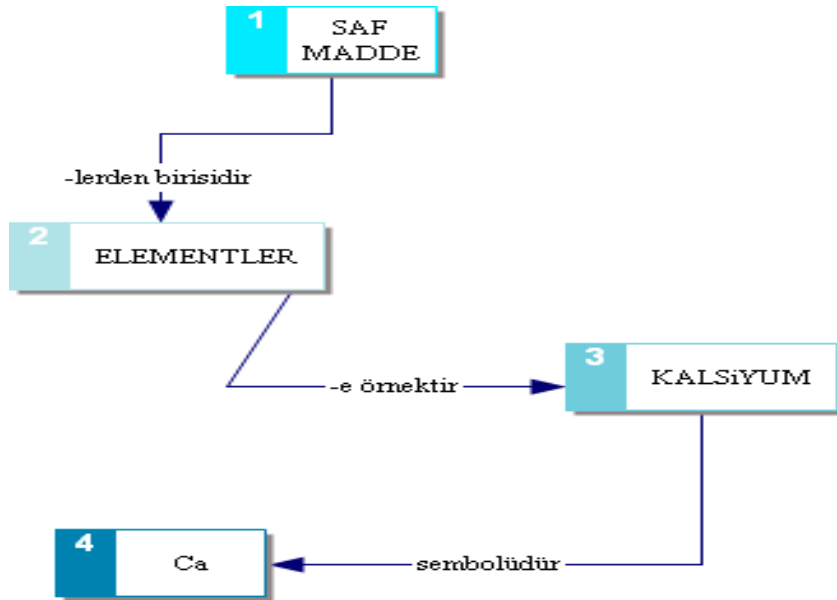 1
SAF
MADDE
-lerden birisidir
2
ELEMENTLER
-e örnektir
3
KALSiYUM
4
Ca
sembolüdür